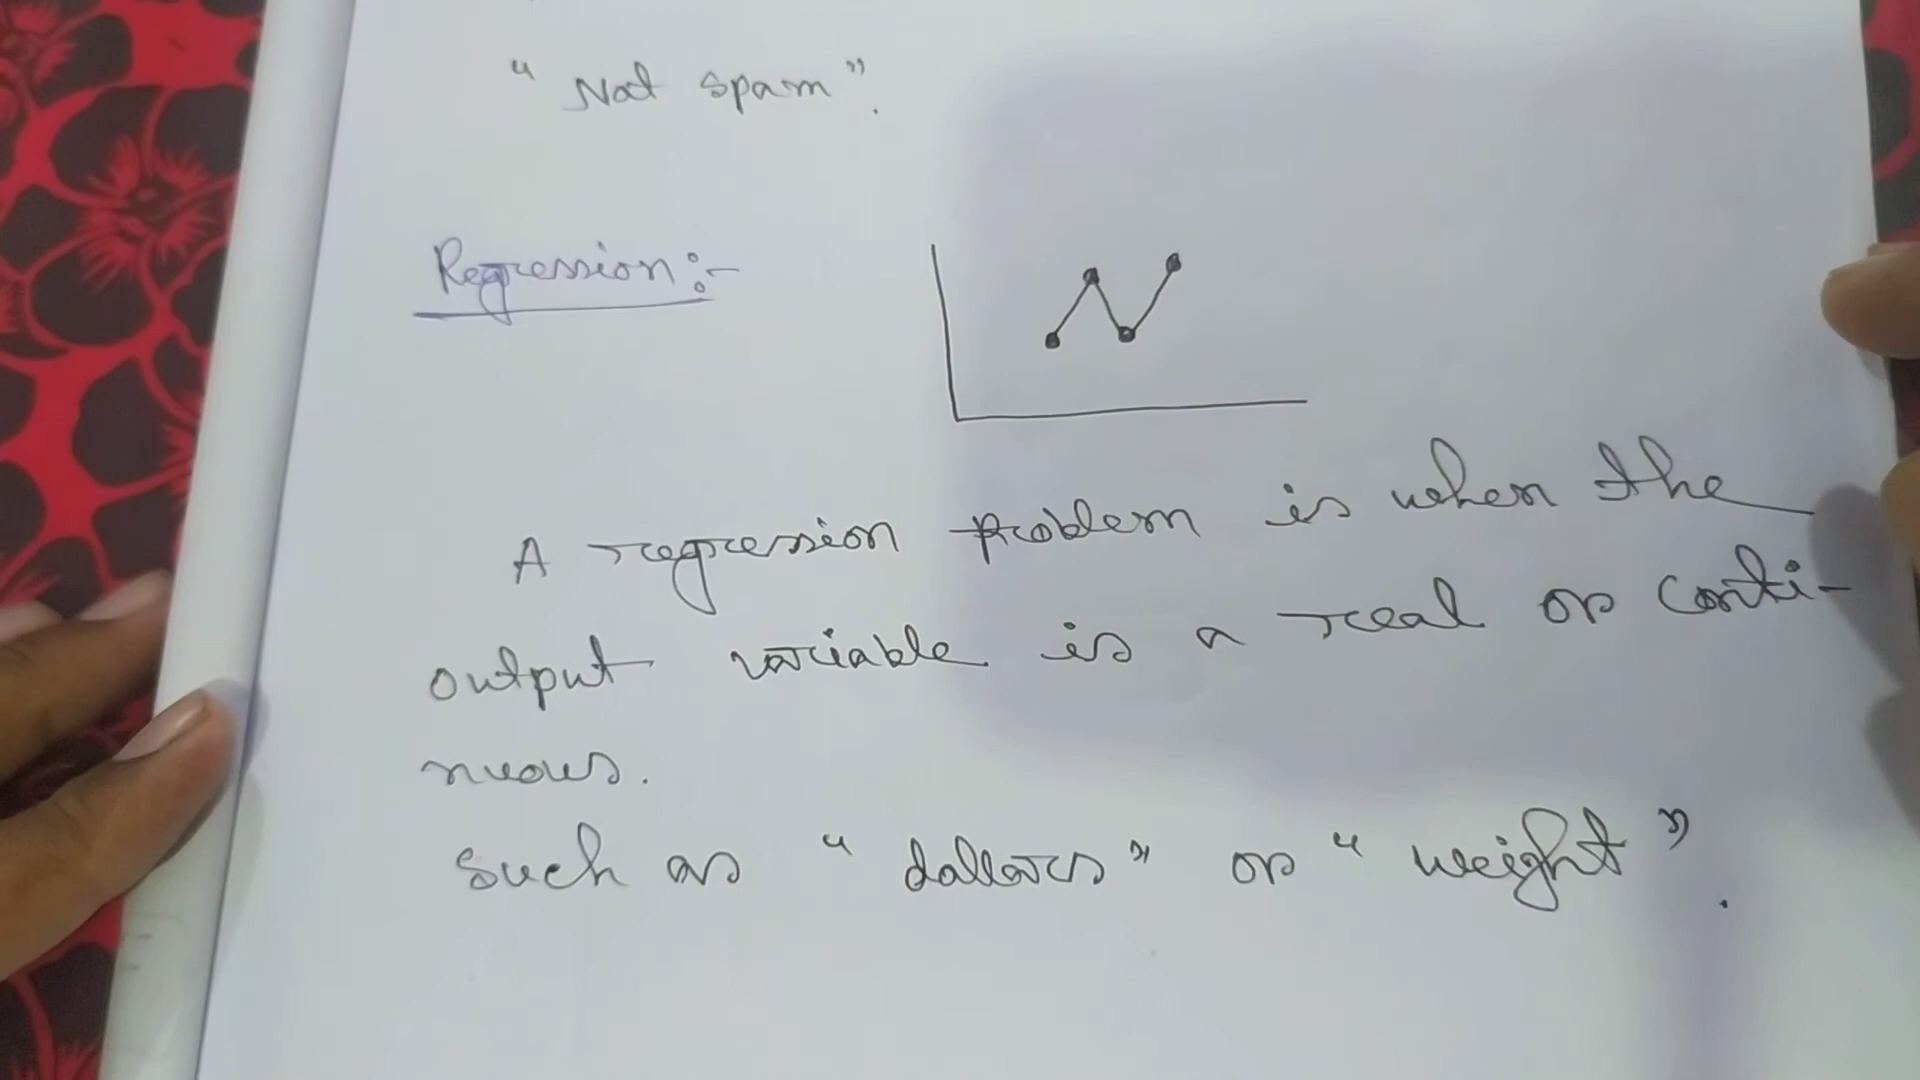 "Not spam".
Regression:-
A regression problem is when the
output variable is a real or conti-
nuous.
Such as "dollars" or "weight".